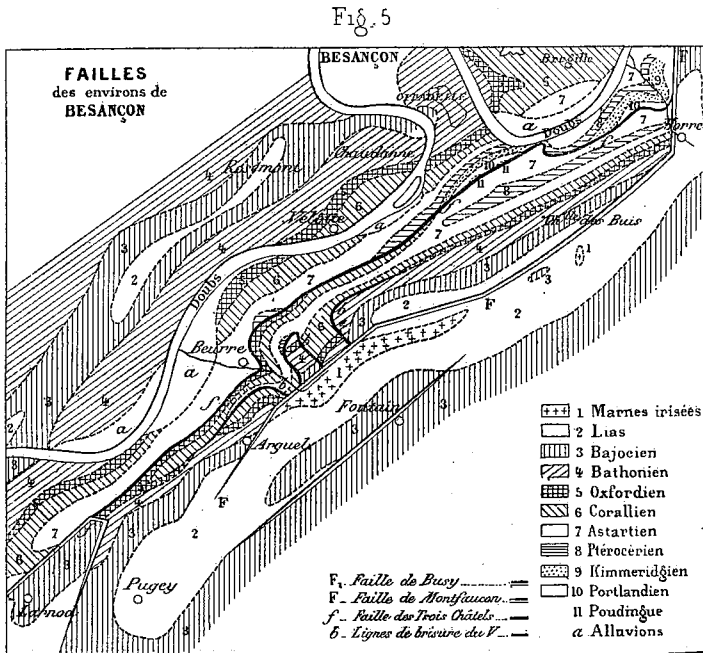 Fig. 5
FAILLES
des environs de
BESANÇON
BESANÇON
Bregille
Citadelle
Doubs
Morre
Rosemont
Chaudanne
Velotte
Doubs
Beurre
Arguel
Fontain
Pugey
Larnod
1 Marnes irisées
2 Lias
3 Bajocien
4 Bathonien
5 Oxfordien
6 Corallien
7 Astartien
8 Ptérocérien
9 Kimmeridgien
10 Portlandien
11 Poudingue
a Alluvions
F₁. Faille de Busy
F. Faille de Montfaucon
f. Faille des Trois Châtels
b. Lignes de brisure du V